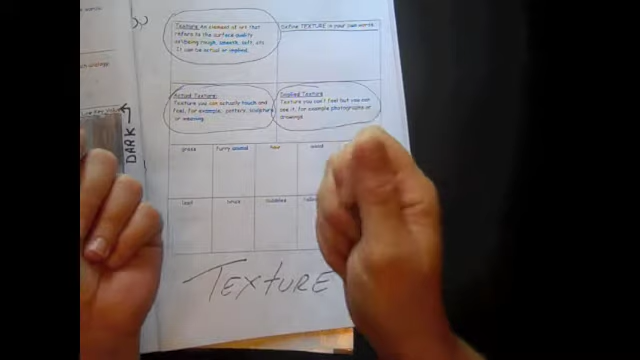 Texture: An element of art that
refers to the surface quality
smooth, soft, etc
It can be actual or implied.
Define TEXTURE in your own words
Actual Texture:
Texture you can actually touch and
feel, for example, pottery, sculpture
or weaving
Implied Texture
Texture you can't feel but you can
see it, for example photographs or
drawings
grass
furry animal
hair
wood
leaf
brick
bubbles
DARK
TEXTURE